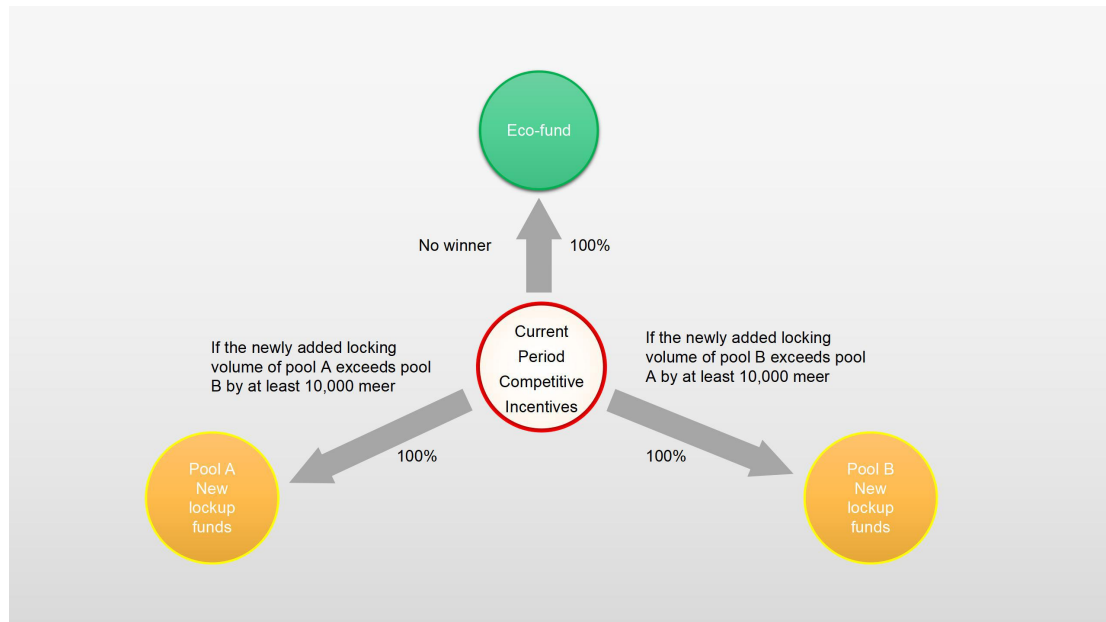 Eco-fund
No winner
100%
Current
Period
Competitive
Incentives
If the newly added locking
volume of pool A exceeds pool
B by at least 10,000 meer
If the newly added locking
volume of pool B exceeds pool
A by at least 10,000 meer
100%
100%
Pool A
New
lockup
funds
Pool B
New
lockup
funds